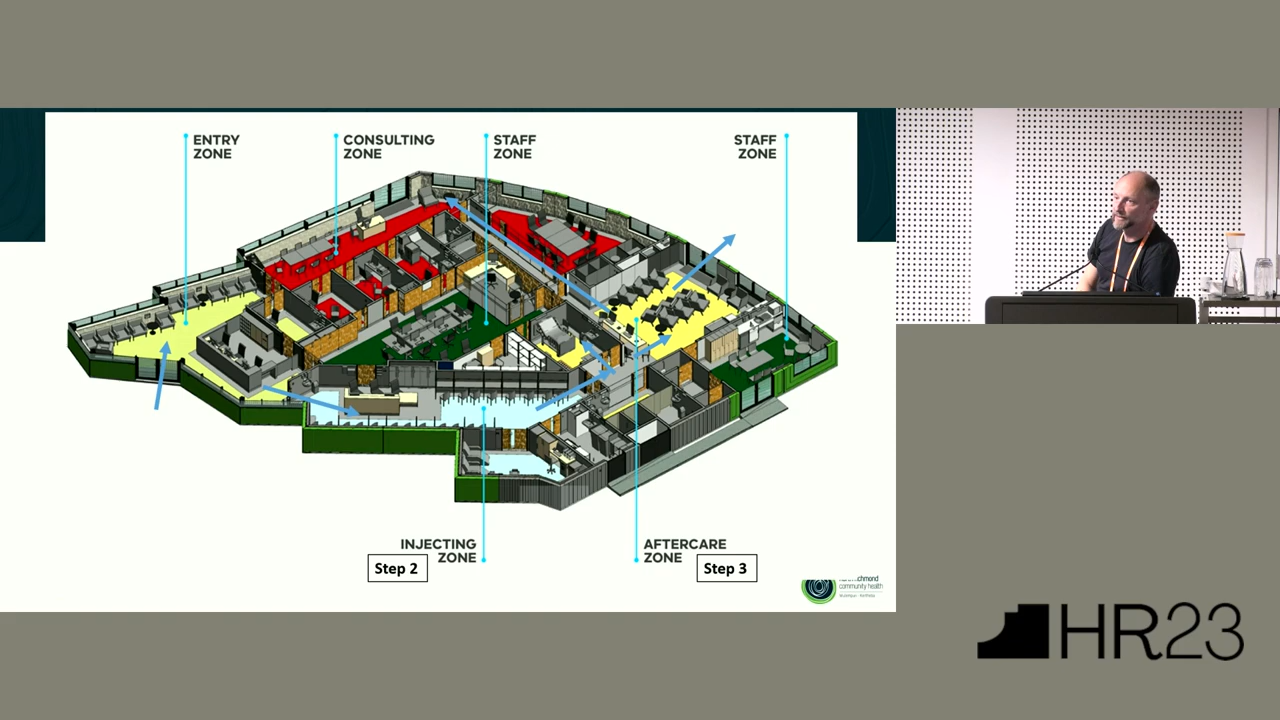 ENTRY
ZONE
CONSULTING
ZONE
STAFF
ZONE
STAFF
ZONE
INJECTING
ZONE
Step 2
AFTERCARE
ZONE
Step 3
community health
HR23